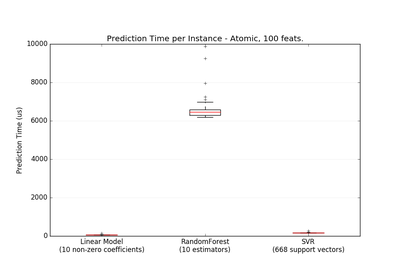 Prediction Time per Instance - Atomic, 100 feats.
10000
8000
6000
4000
2000
0
Prediction Time (us)
Linear Model
(10 non-zero coefficients)
RandomForest
(10 estimators)
SVR
(668 support vectors)